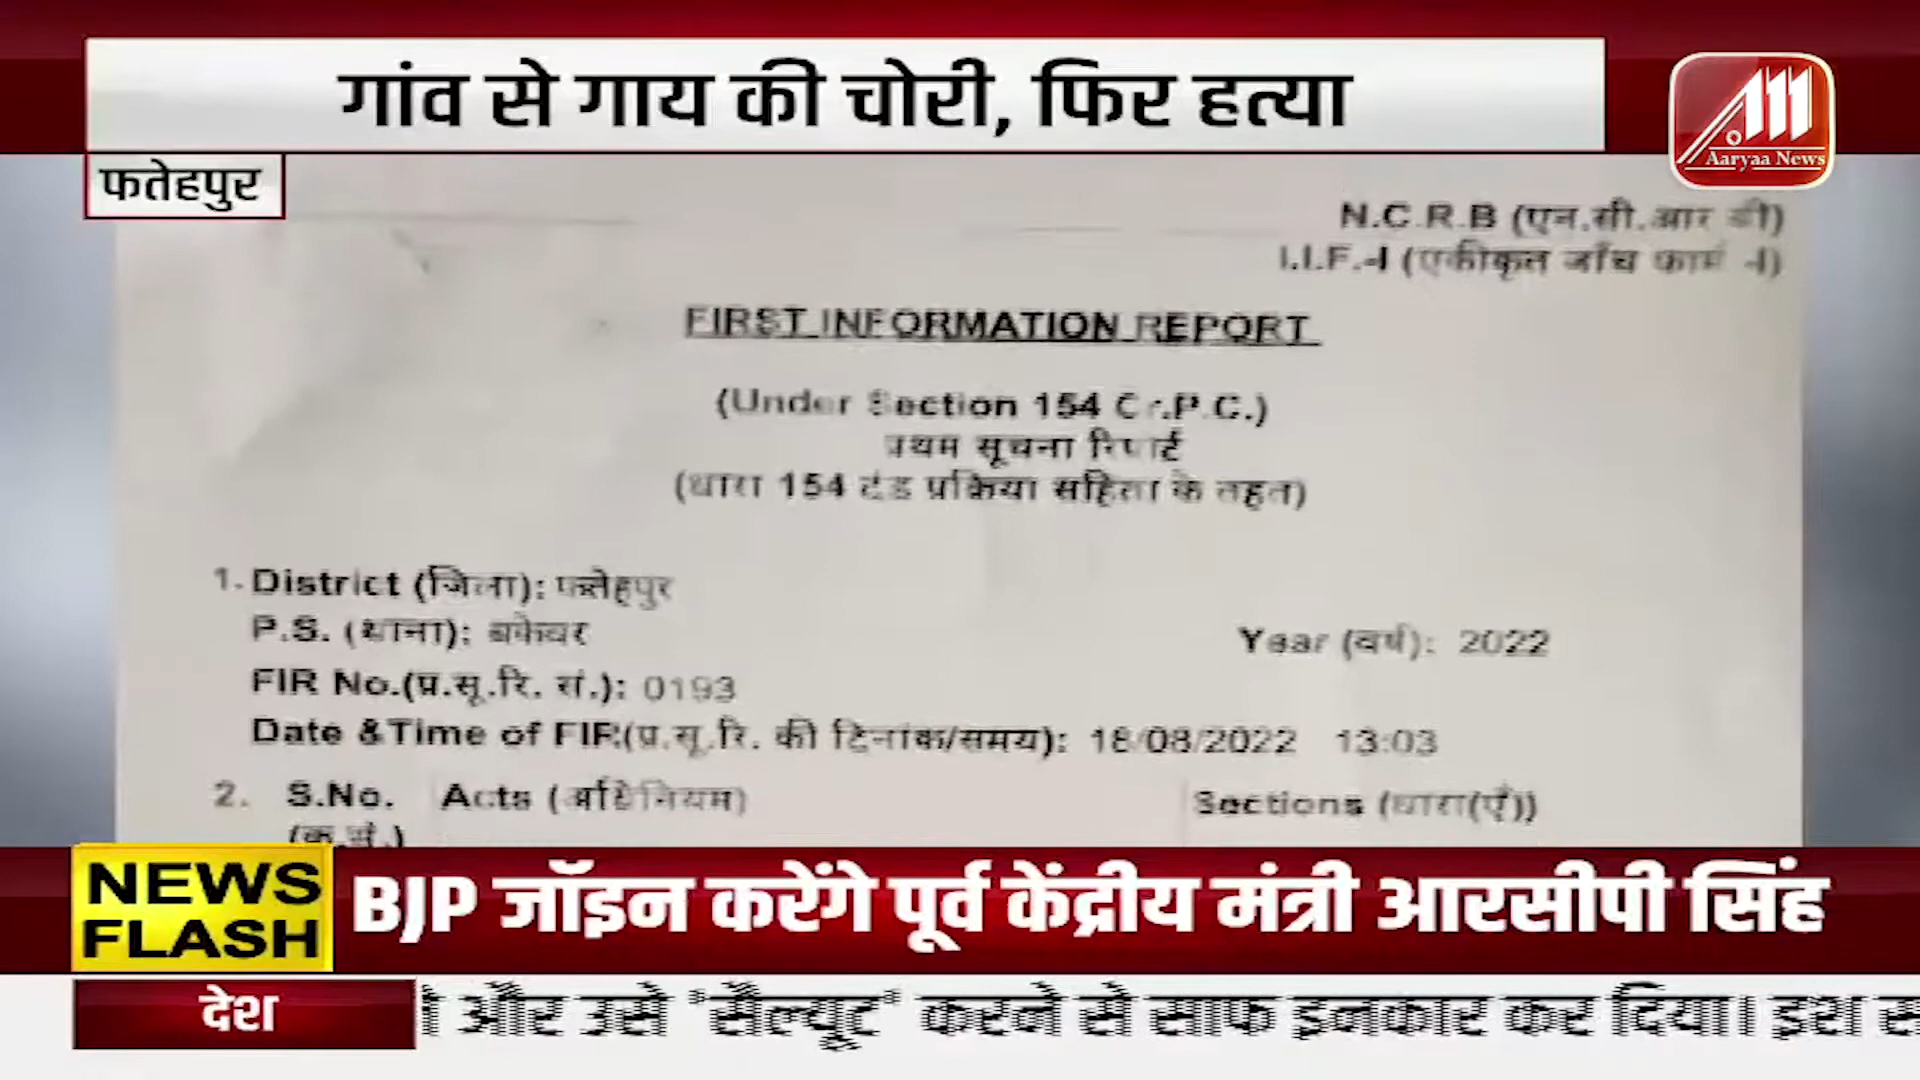 गांव से गाय की चोरी, फिर हत्या
Aaryaa News
फतेहपुर
N.C.R.B (एन.सी.आर बी)
I.I.F.-I (एकीकृत जाँच फार्म -I)
FIRST INFORMATION REPORT
(Under Section 154 Cr.P.C.)
प्रथम सूचना रिपोर्ट
(धारा 154 दंड प्रक्रिया संहिता के तहत)
1. District (जिला): फतेहपुर
P.S. (थाना): बकेवर
Year (वर्ष): 2022
FIR No.(प्र.सू.रि. सं.): 0193
Date &Time of FIR(प्र.सू.रि. की दिनांक/समय): 18/08/2022 13:03
2. S.No. Acts (अधिनियम) Sections (धारा(एँ))
(क्र.सं.)
NEWS FLASH
BJP जॉइन करेंगे पूर्व केंद्रीय मंत्री आरसीपी सिंह
देश
और उसे "सैल्यूट" करने से साफ इनकार कर दिया। इश